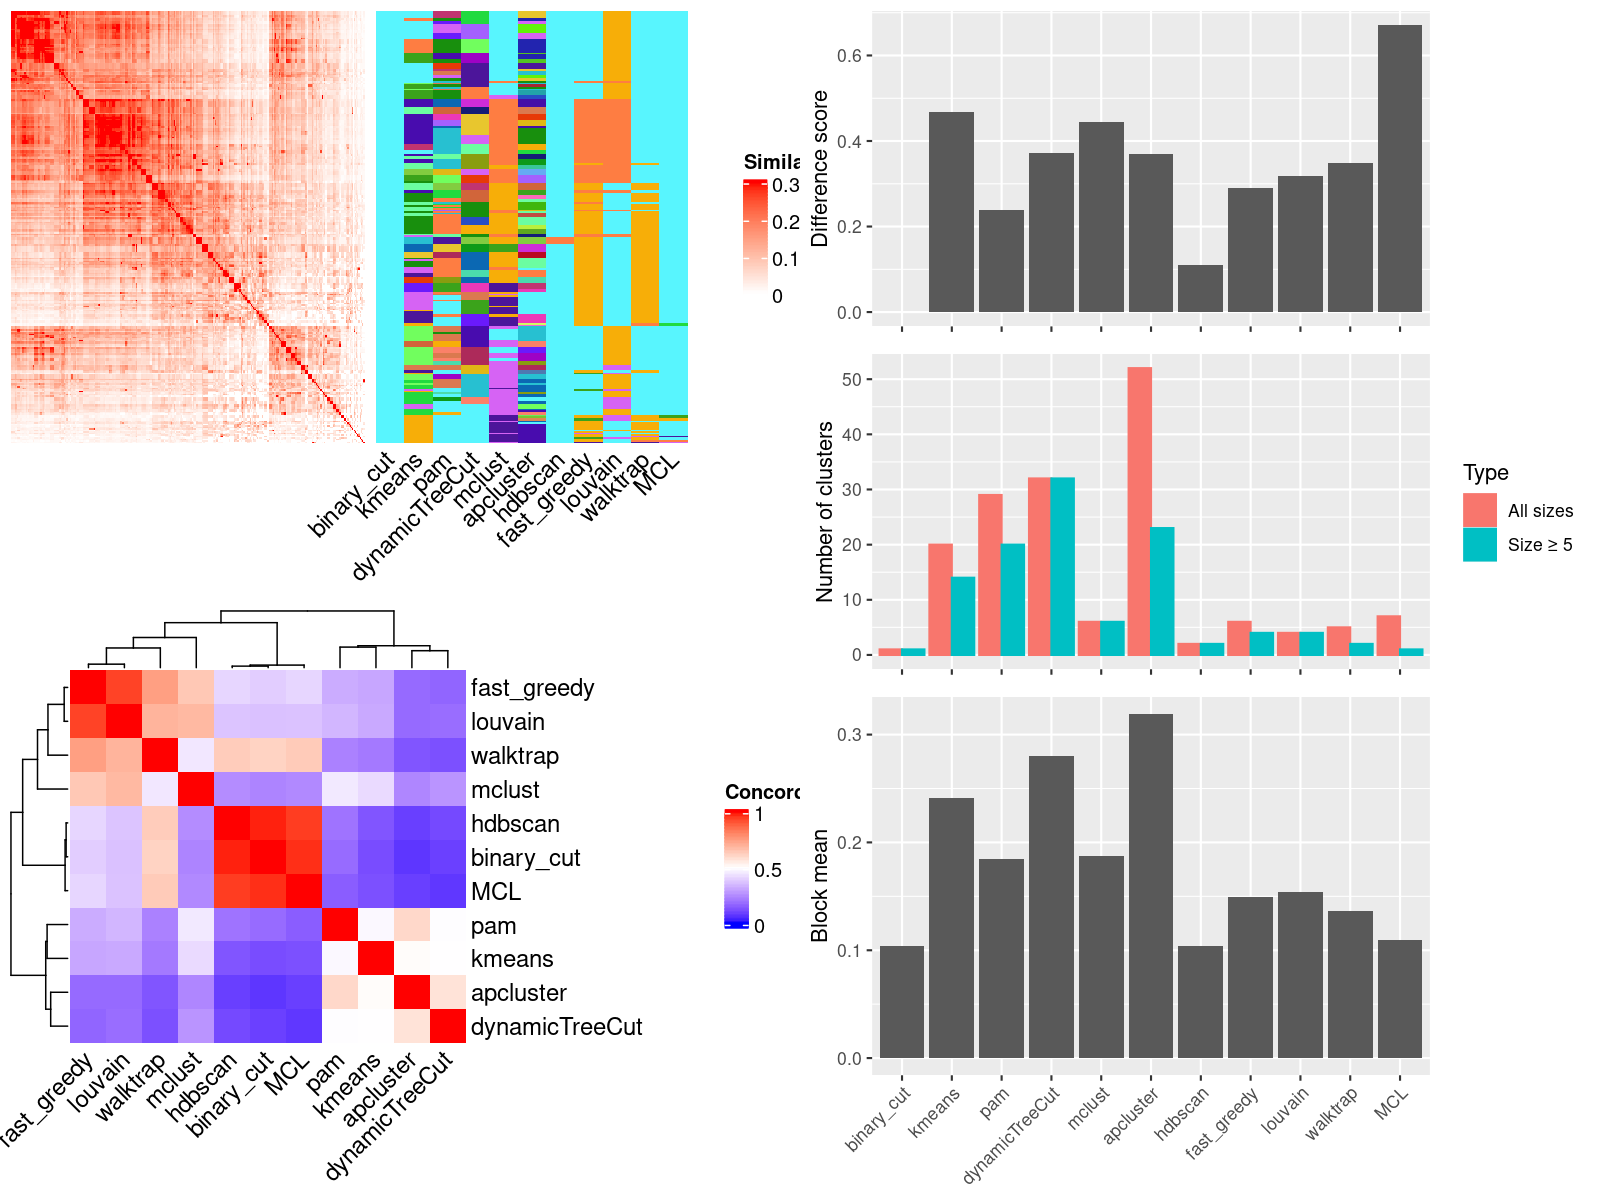 Simila
0.3
0.2
0.1
0
binary_cut
kmeans
pam
dynamicTreeCut
mclust
apcluster
hdbscan
fast_greedy
louvain
walktrap
MCL
Difference score
0.6
0.4
0.2
0.0
Number of clusters
50
40
30
20
10
0
Type
All sizes
Size ≥ 5
Block mean
0.3
0.2
0.1
0.0
binary_cut
kmeans
pam
dynamicTreeCut
mclust
apcluster
hdbscan
fast_greedy
louvain
walktrap
MCL
fast_greedy
louvain
walktrap
mclust
hdbscan
binary_cut
MCL
pam
kmeans
apcluster
dynamicTreeCut
fast_greedy
louvain
walktrap
mclust
hdbscan
binary_cut
MCL
pam
kmeans
apcluster
dynamicTreeCut
Concord
1
0.5
0